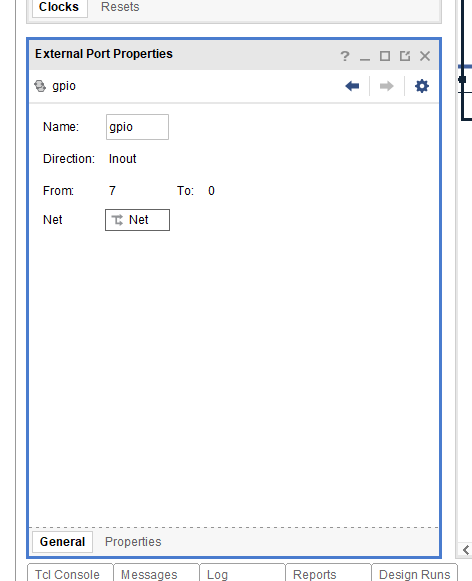 Clocks Resets
External Port Properties ?
gpio
Name: gpio
Direction: Inout
From: 7 To: 0
Net Net
General Properties
Tcl Console Messages Log Reports Design Runs